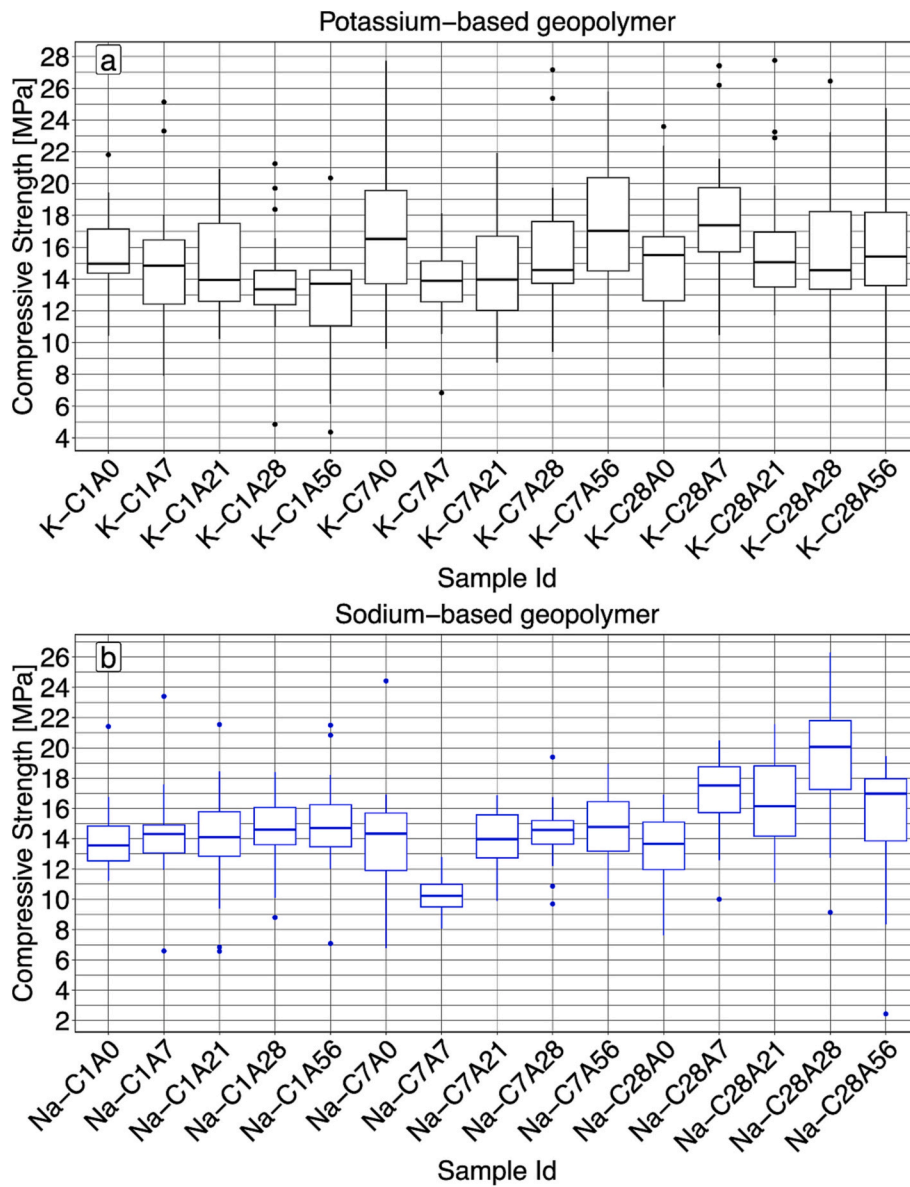 Potassium−based geopolymer
a
Compressive Strength [MPa]
28
26
24
22
20
18
16
14
12
10
8
6
4
K−C1A0
K−C1A7
K−C1A21
K−C1A28
K−C1A56
K−C7A0
K−C7A7
K−C7A21
K−C7A28
K−C7A56
K−C28A0
K−C28A7
K−C28A21
K−C28A28
K−C28A56
Sample Id
Sodium−based geopolymer
b
Compressive Strength [MPa]
26
24
22
20
18
16
14
12
10
8
6
4
2
Na−C1A0
Na−C1A7
Na−C1A21
Na−C1A28
Na−C1A56
Na−C7A0
Na−C7A7
Na−C7A21
Na−C7A28
Na−C7A56
Na−C28A0
Na−C28A7
Na−C28A21
Na−C28A28
Na−C28A56
Sample Id